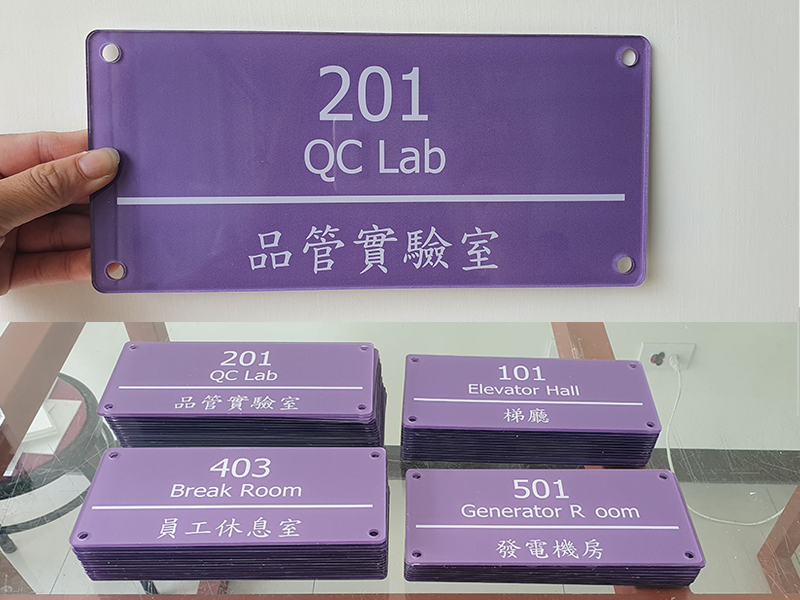 201
QC Lab
品管實驗室
201
QC Lab
品管實驗室
101
Elevator Hall
梯廳
403
Break Room
員工休息室
501
Generator R oom
發電機房